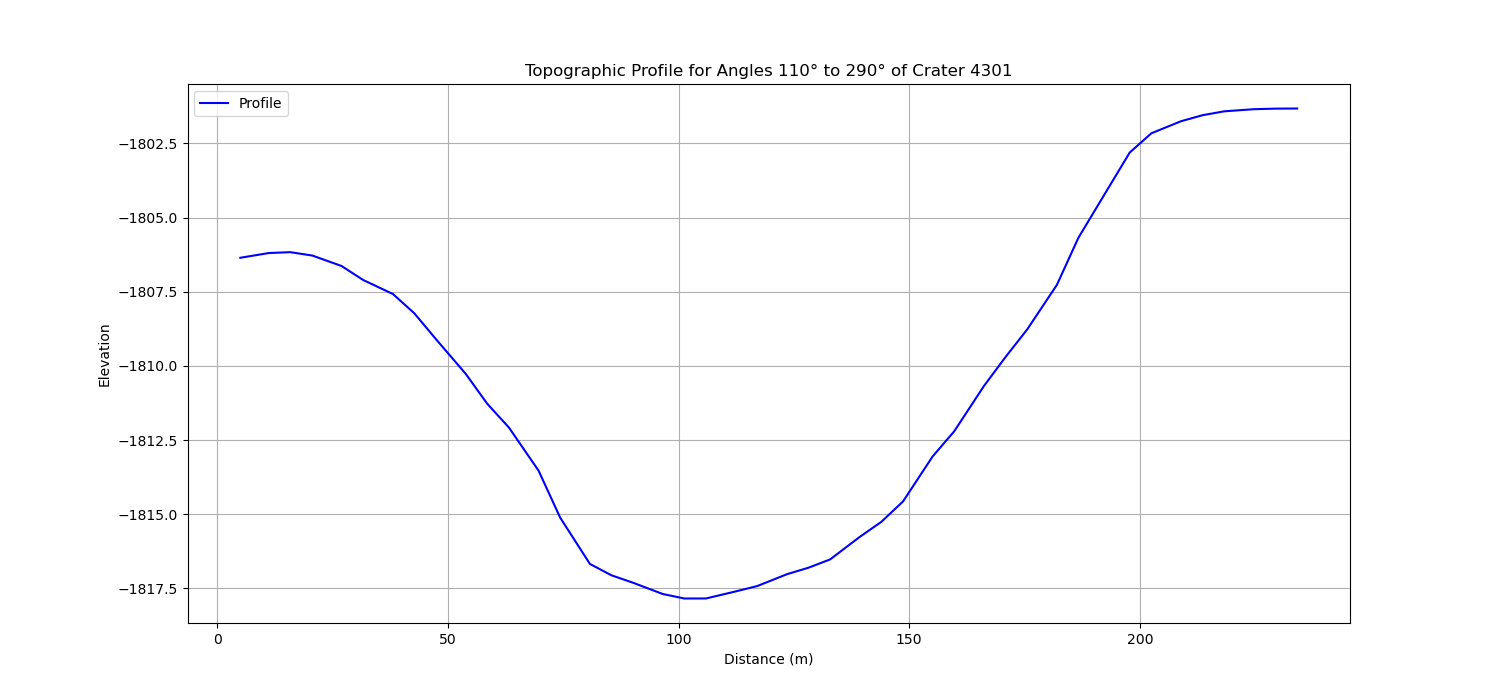 Topographic Profile for Angles 110° to 290° of Crater 4301
Profile
−1802.5
−1805.0
−1807.5
−1810.0
−1812.5
−1815.0
−1817.5
Elevation
0 50 100 150 200
Distance (m)